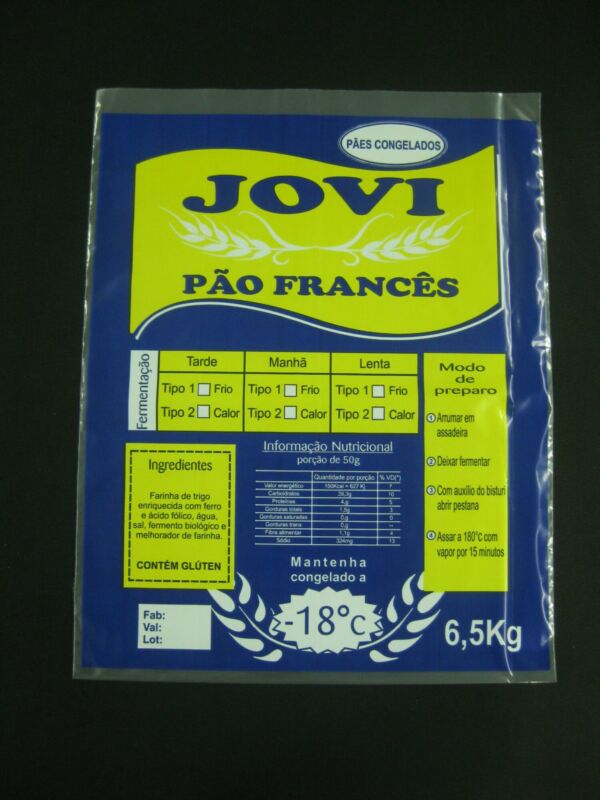 PÃES CONGELADOS
JOVI
PÃO FRANCÊS
Fermentação
Tarde Manhã Lenta
Tipo 1 Frio Tipo 1 Frio Tipo 1 Frio
Tipo 2 Calor Tipo 2 Calor Tipo 2 Calor
Modo
de
preparo
1 Arrumar em
assadeira
2 Deixar fermentar
3 Com auxílio do bisturi
abrir pestana
4 Assar a 180°c com
vapor por 15 minutos
Ingredientes
Farinha de trigo
enriquecida com ferro
e ácido fólico, água,
sal, fermento biológico e
melhorador de farinha.
CONTÉM GLÚTEN
Informação Nutricional
porção de 50g
Quantidade por porção % VD(*)
Valor energético 150Kcal = 627 Kj 7
Carboidratos 10
Proteínas 4,g 5
Gorduras totais 1,5g 3
Gorduras saturadas 0,g 0
Gorduras trans 0,g --
Fibra alimentar 1,1g 4
Sódio 324mg 13
Mantenha
congelado a
-18°c
Fab:
Val:
Lot:
6,5Kg